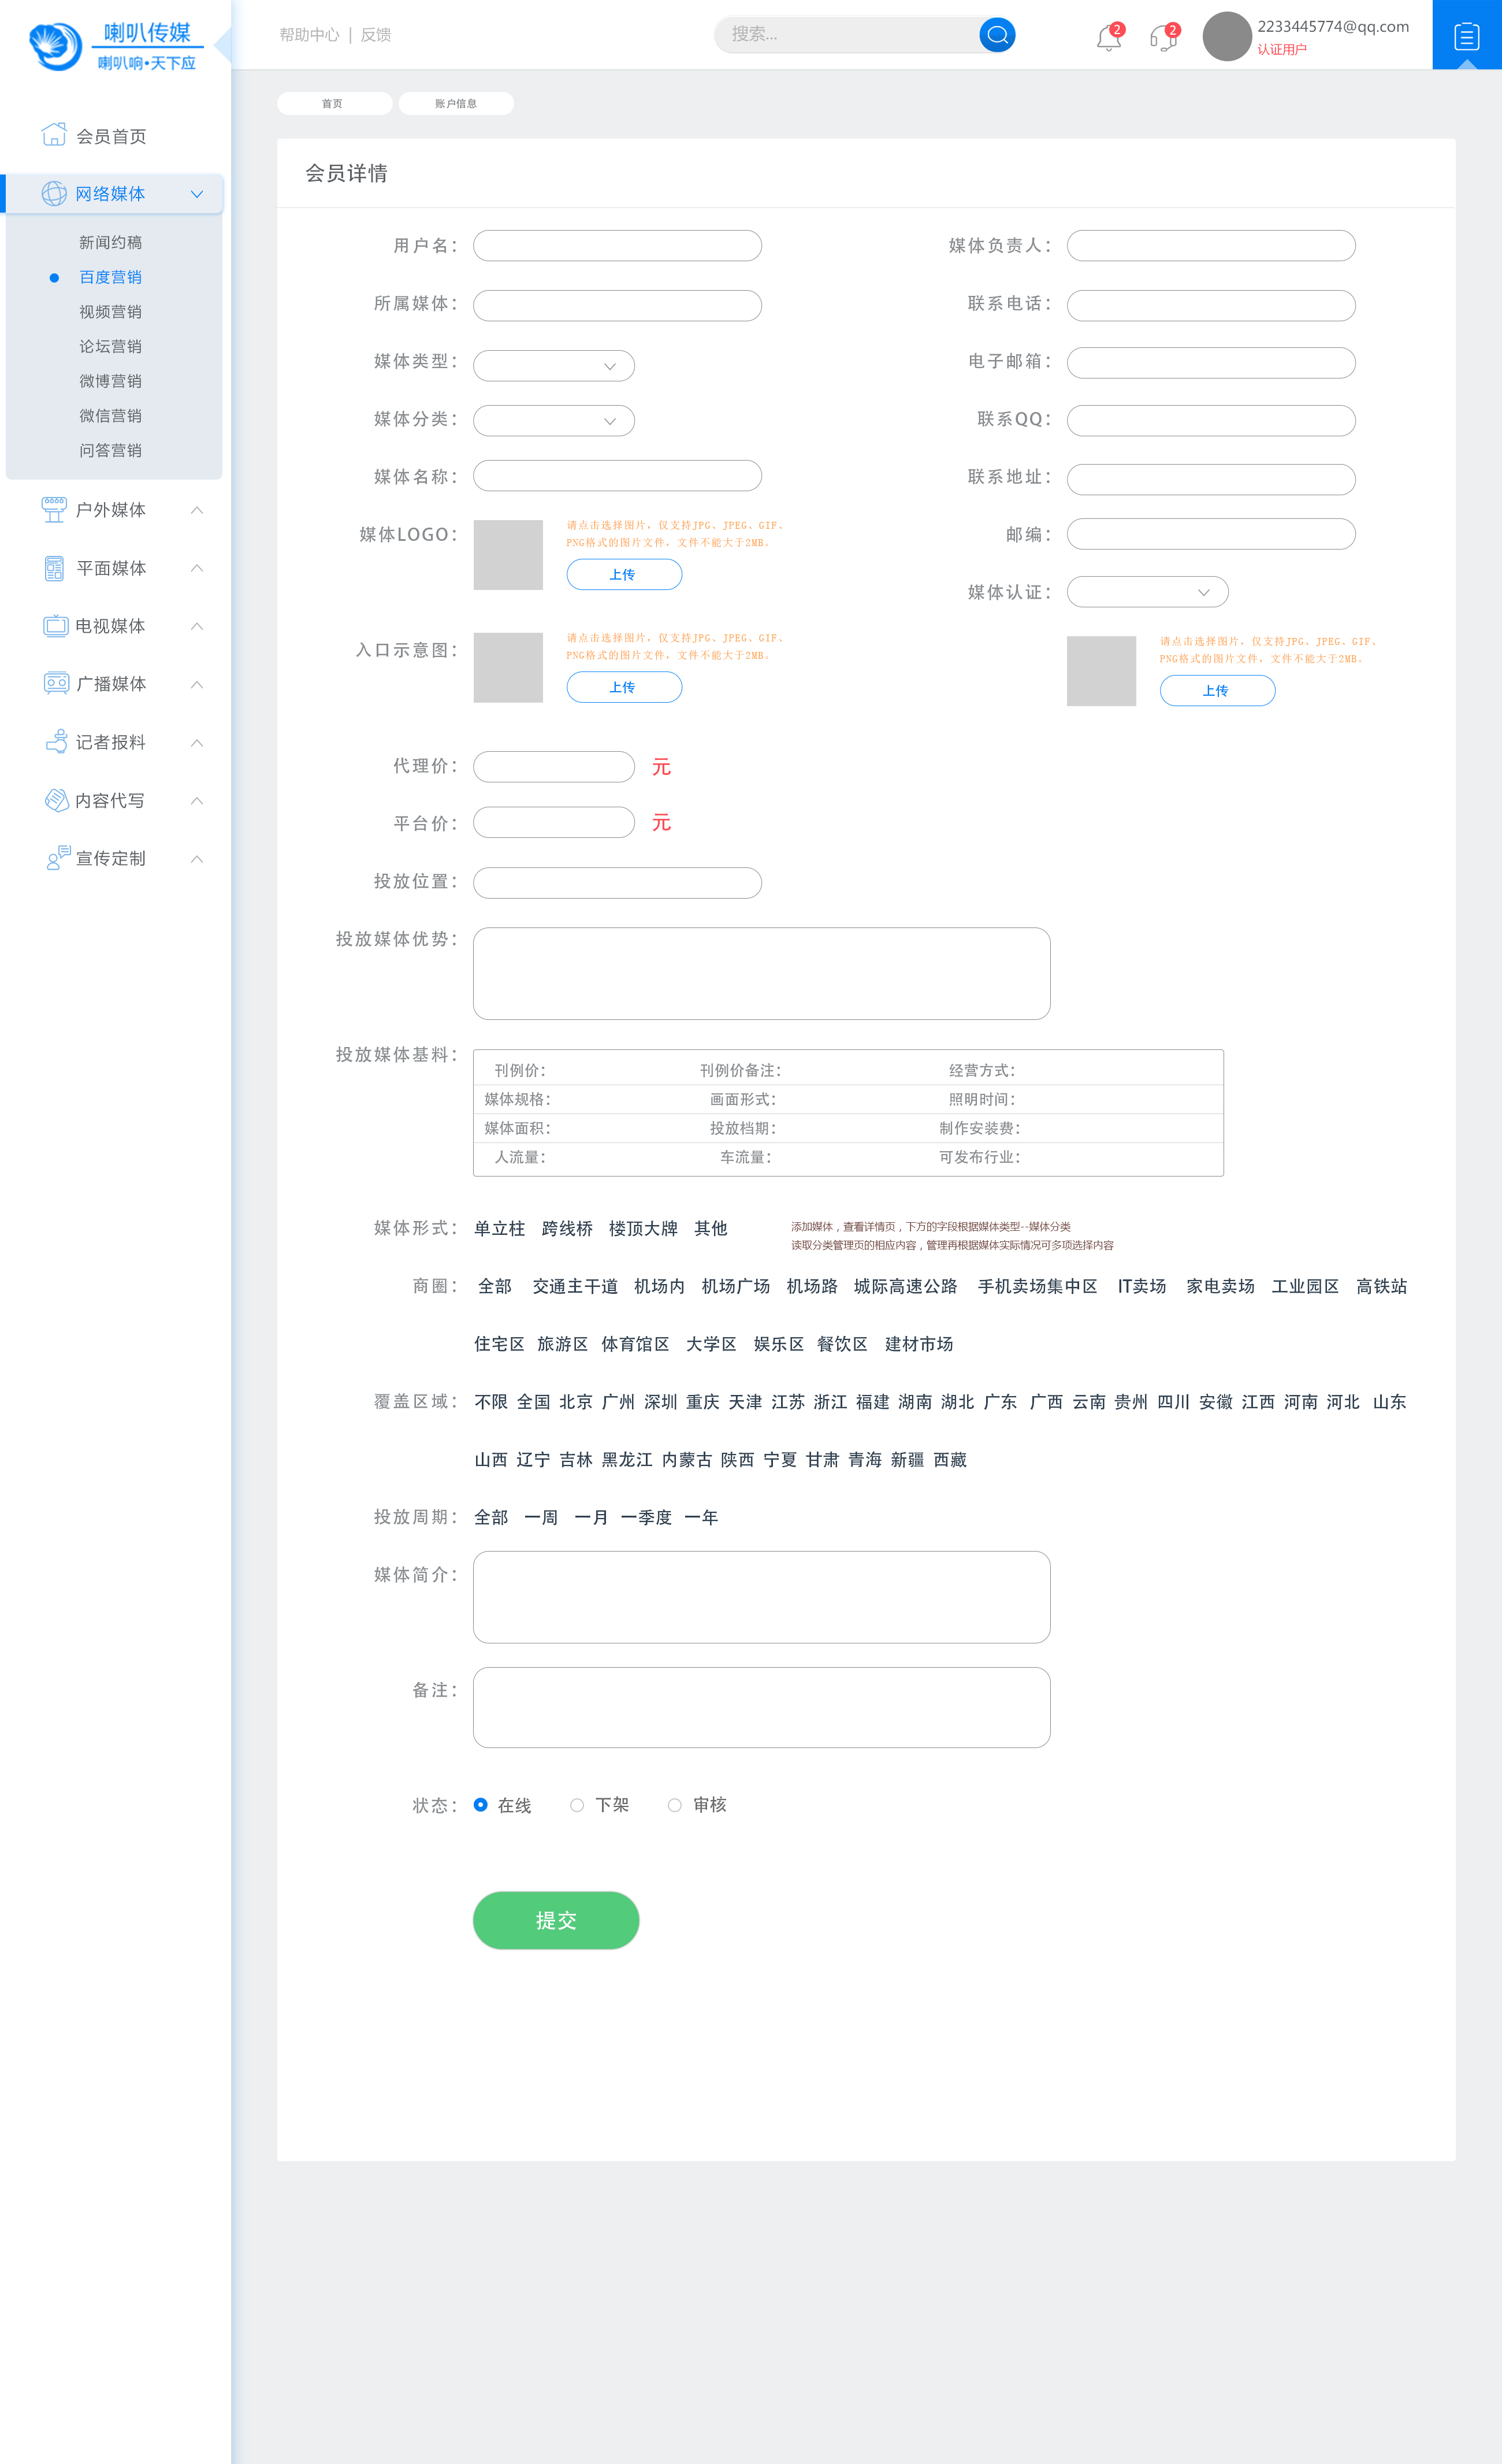 喇叭传媒
喇叭响•天下应
帮助中心 | 反馈
搜索...
2
2
2233445774@qq.com
认证用户
会员首页
网络媒体
新闻约稿
百度营销
视频营销
论坛营销
微博营销
微信营销
问答营销
户外媒体
平面媒体
电视媒体
广播媒体
记者报料
内容代写
宣传定制
首页 账户信息
会员详情
用户名： 媒体负责人：
所属媒体： 联系电话：
媒体类型： 电子邮箱：
媒体分类： 联系QQ：
媒体名称： 联系地址：
媒体LOGO： 邮编：
请点击选择图片，仅支持JPG、JPEG、GIF、
PNG格式的图片文件，文件不能大于2MB。
上传
媒体认证：
入口示意图：
请点击选择图片，仅支持JPG、JPEG、GIF、
PNG格式的图片文件，文件不能大于2MB。
上传
请点击选择图片，仅支持JPG、JPEG、GIF、
PNG格式的图片文件，文件不能大于2MB。
上传
代理价： 元
平台价： 元
投放位置：
投放媒体优势：
投放媒体基料：
刊例价： 刊例价备注： 经营方式：
媒体规格： 画面形式： 照明时间：
媒体面积： 投放档期： 制作安装费：
人流量： 车流量： 可发布行业：
媒体形式： 单立柱 跨线桥 楼顶大牌 其他
添加媒体，查看详情页，下方的字段根据媒体类型--媒体分类
读取分类管理页的相应内容，管理再根据媒体实际情况可多项选择内容
商圈： 全部 交通主干道 机场内 机场广场 机场路 城际高速公路 手机卖场集中区 IT卖场 家电卖场 工业园区 高铁站
住宅区 旅游区 体育馆区 大学区 娱乐区 餐饮区 建材市场
覆盖区域： 不限 全国 北京 广州 深圳 重庆 天津 江苏 浙江 福建 湖南 湖北 广东 广西 云南 贵州 四川 安徽 江西 河南 河北 山东
山西 辽宁 吉林 黑龙江 内蒙古 陕西 宁夏 甘肃 青海 新疆 西藏
投放周期： 全部 一周 一月 一季度 一年
媒体简介：
备注：
状态： 在线 下架 审核
提交